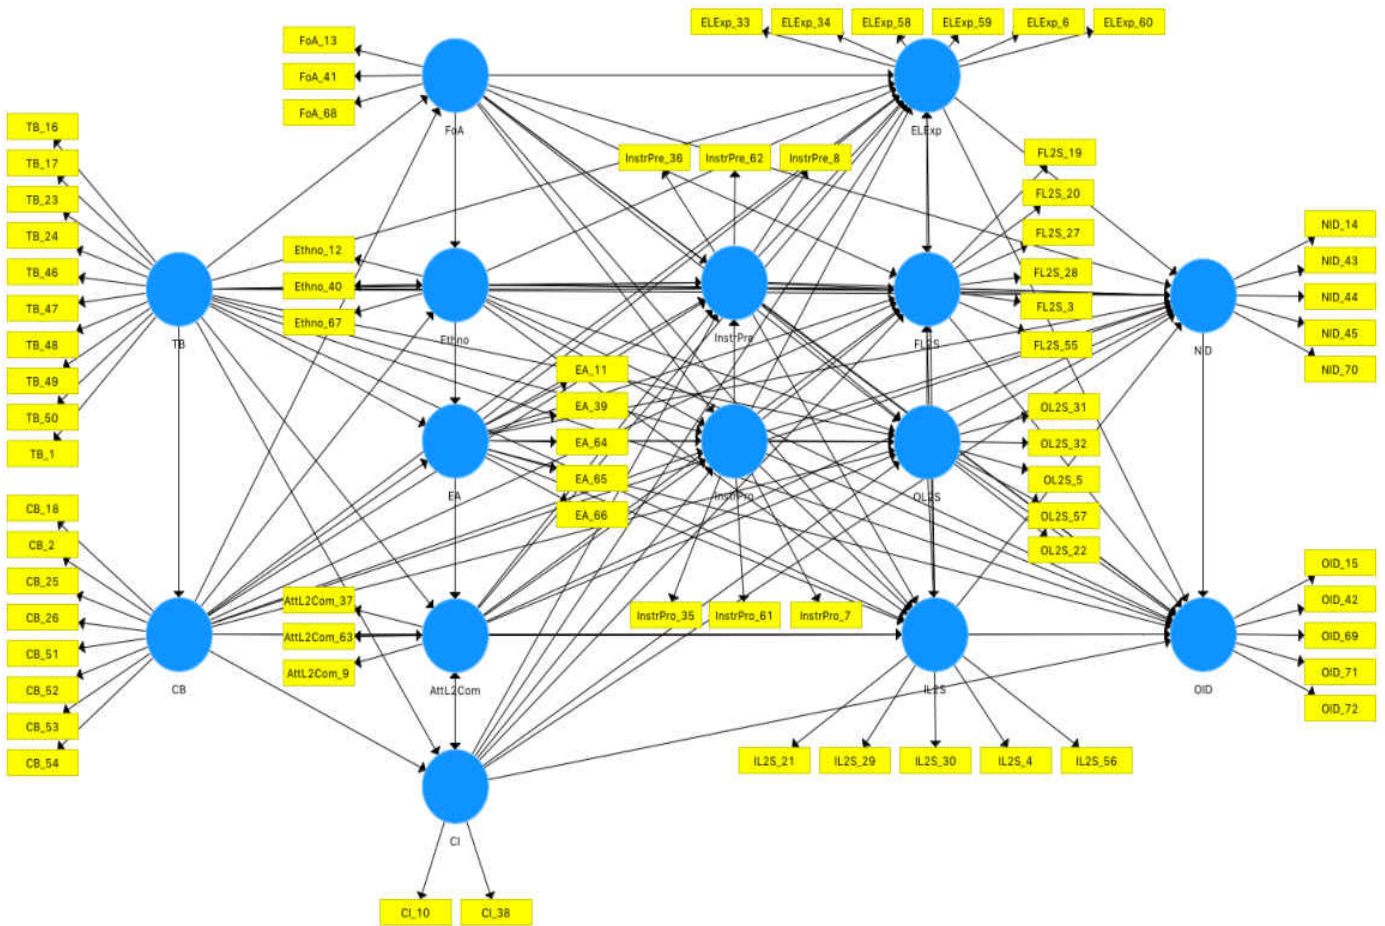 ELExp_33 ELExp_34 ELExp_58 ELExp_59 ELExp_6 ELExp_60
FoA_13
FoA_41
FoA_68
FoA
ELExp
TB_16
TB_17
TB_23
TB_24
TB_46
TB_47
TB_48
TB_49
TB_50
TB_1
TB
InstrPre_36 InstrPre_62 InstrPre_8
FL2S_19
FL2S_20
FL2S_27
FL2S_28
FL2S_3
FL2S_55
Ethno_12
Ethno_40
Ethno_67
Ethno
InstrPre
FL2S
NID_14
NID_43
NID_44
NID_45
NID_70
NID
EA_11
EA_39
EA_64
EA_65
EA_66
EA
InstrPro
OL2S
OL2S_31
OL2S_32
OL2S_5
OL2S_57
OL2S_22
CB_18
CB_2
CB_25
CB_26
CB_51
CB_52
CB_53
CB_54
CB
AttL2Com_37
AttL2Com_63
AttL2Com_9
AttL2Com
InstrPro_35 InstrPro_61 InstrPro_7
IL2S
OID_15
OID_42
OID_69
OID_71
OID_72
OID
IL2S_21 IL2S_29 IL2S_30 IL2S_4 IL2S_56
CI
CI_10 CI_38